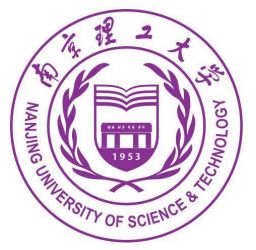 南京理工大学
1953
NANJING UNIVERSITY OF SCIENCE & TECHNOLOGY